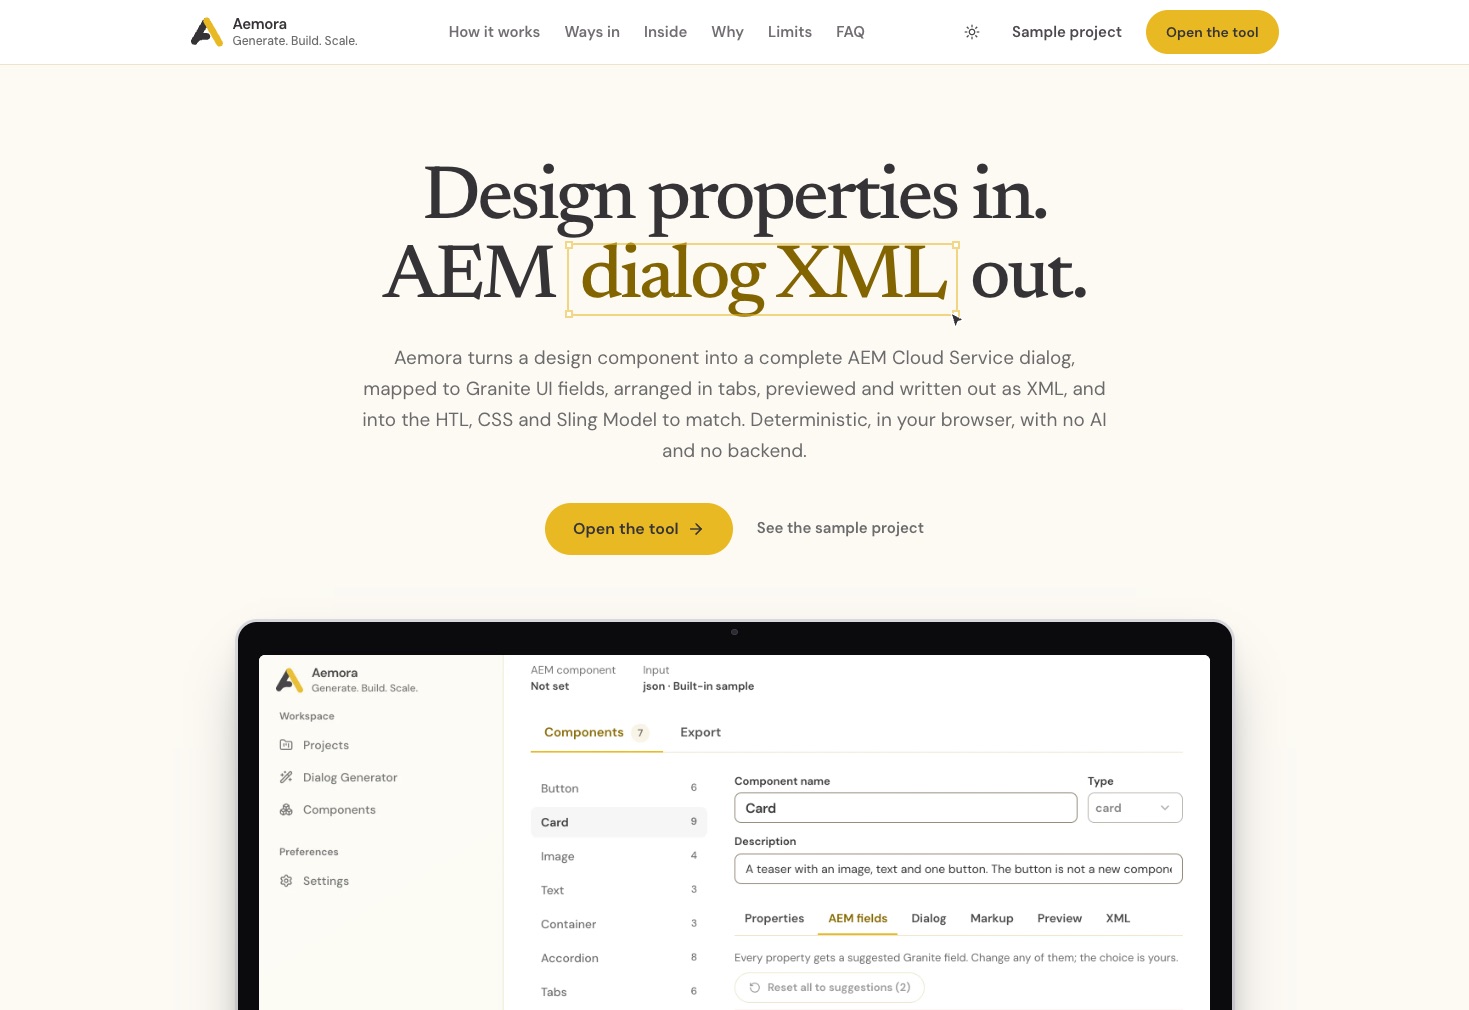 Aemora
Generate. Build. Scale.
How it works
Ways in
Inside
Why
Limits
FAQ
Sample project
Open the tool
Design properties in.
AEM dialog XML out.
Aemora turns a design component into a complete AEM Cloud Service dialog,
mapped to Granite UI fields, arranged in tabs, previewed and written out as XML, and
into the HTL, CSS and Sling Model to match. Deterministic, in your browser, with no AI
and no backend.
Open the tool
See the sample project
Aemora
Generate. Build. Scale.
Workspace
Projects
Dialog Generator
Components
Preferences
Settings
AEM component
Not set
Input
json · Built-in sample
Components 7
Export
Button 6
Card 9
Image 4
Text 3
Container 3
Accordion 8
Tabs 6
Component name
Card
Type
card
Description
A teaser with an image, text and one button. The button is not a new compone
Properties
AEM fields
Dialog
Markup
Preview
XML
Every property gets a suggested Granite field. Change any of them; the choice is yours.
Reset all to suggestions (2)